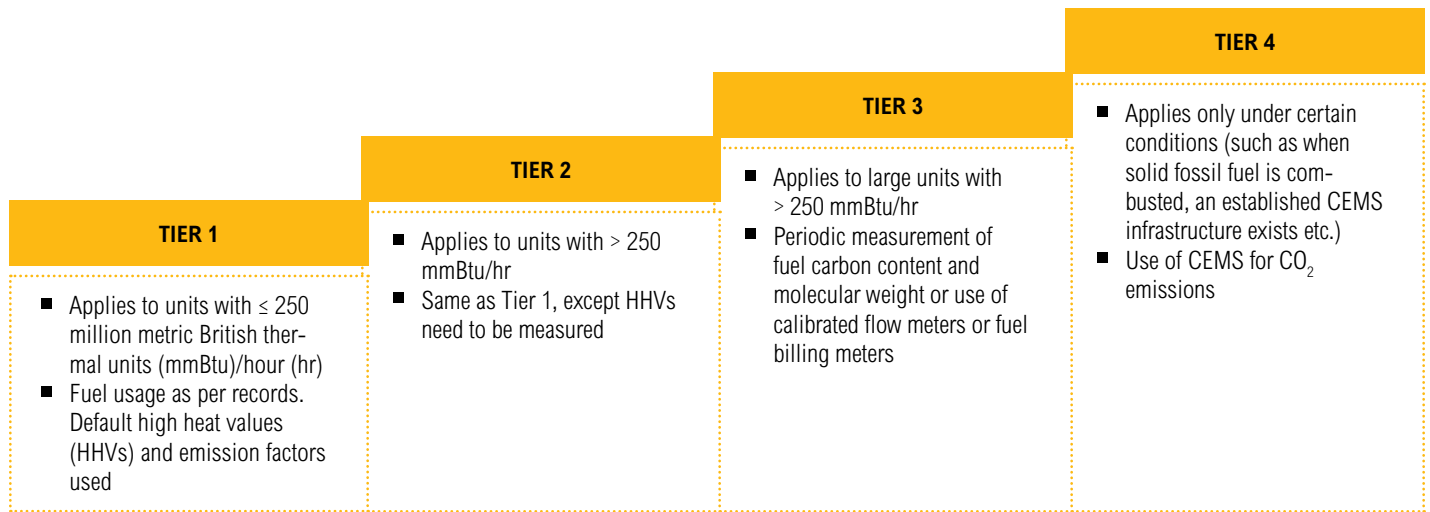 TIER 1
■ Applies to units with ≤ 250
million metric British ther-
mal units (mmBtu)/hour (hr)
■ Fuel usage as per records.
Default high heat values
(HHVs) and emission factors
used
TIER 2
■ Applies to units with > 250
mmBtu/hr
■ Same as Tier 1, except HHVs
need to be measured
TIER 3
■ Applies to large units with
> 250 mmBtu/hr
■ Periodic measurement of
fuel carbon content and
molecular weight or use of
calibrated flow meters or fuel
billing meters
TIER 4
■ Applies only under certain
conditions (such as when
solid fossil fuel is com-
busted, an established CEMS
infrastructure exists etc.)
■ Use of CEMS for CO₂
emissions